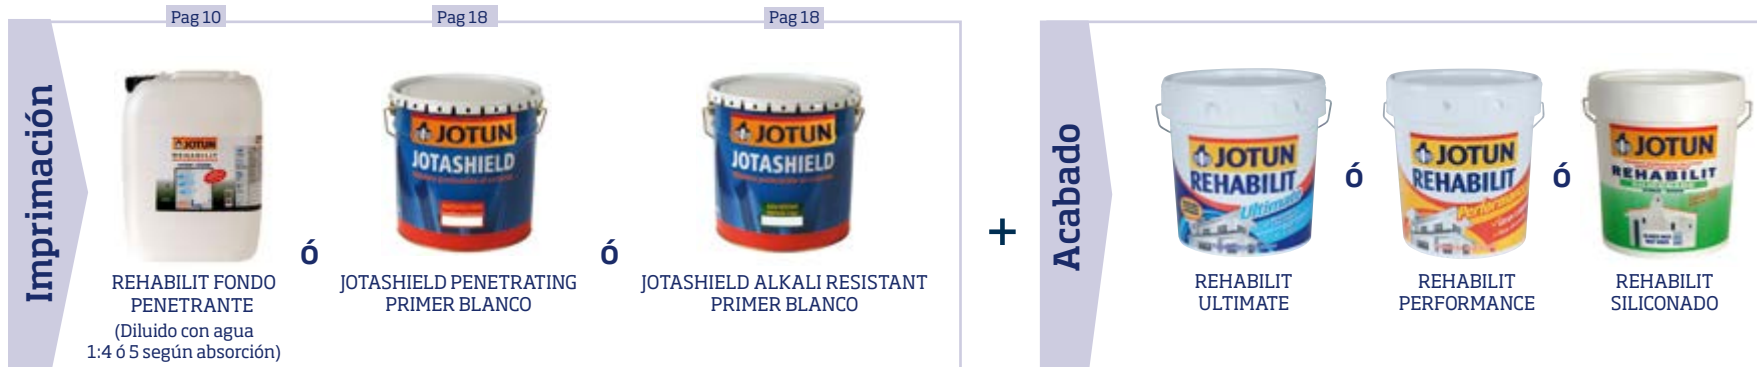 Pag 10
Pag 18
Pag 18
Imprimación
JOTUN
REHABILIT
JOTUN
JOTASHIELD
JOTUN
JOTASHIELD
ó
ó
REHABILIT FONDO
PENETRANTE
(Diluido con agua
1:4 ó 5 según absorción)
JOTASHIELD PENETRATING
PRIMER BLANCO
JOTASHIELD ALKALI RESISTANT
PRIMER BLANCO
+
Acabado
JOTUN
REHABILIT
Ultimate
ó
JOTUN
REHABILIT
Performance
ó
JOTUN
REHABILIT
REHABILIT
ULTIMATE
REHABILIT
PERFORMANCE
REHABILIT
SILICONADO